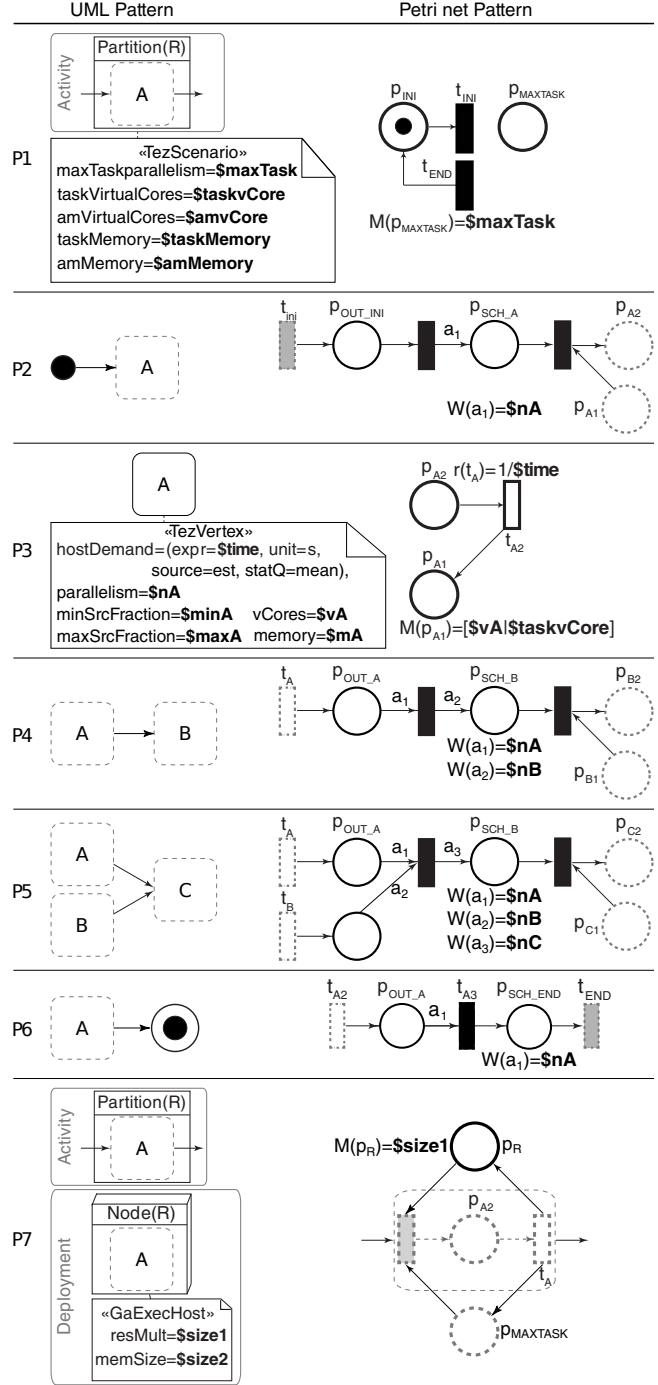 UML Pattern Petri net Pattern
P1
Activity
Partition(R)
A
«TezScenario»
maxTaskparallelism=$maxTask
taskVirtualCores=$taskvCore
amVirtualCores=$amvCore
taskMemory=$taskMemory
amMemory=$amMemory
pINI tINI pMAXTASK
tEND
M(pMAXTASK)=$maxTask
P2
A
tini pOUT_INI a1 pSCH_A pA2
W(a1)=$nA pA1
P3
A
«TezVertex»
hostDemand=(expr=$time, unit=s,
source=est, statQ=mean),
parallelism=$nA
minSrcFraction=$minA vCores=$vA
maxSrcFraction=$maxA memory=$mA
pA2 r(tA)=1/$time
tA2
pA1
M(pA1)=[$vA|$taskvCore]
P4
A B
tA pOUT_A a1 a2 pSCH_B pB2
W(a1)=$nA
W(a2)=$nB pB1
P5
A
B
C
tA pOUT_A a1 a3 pSCH_B pC2
tB a2
W(a1)=$nA
W(a2)=$nB
W(a3)=$nC
pC1
P6
A
tA2 pOUT_A a1 tA3 pSCH_END tEND
W(a1)=$nA
P7
Activity
Partition(R)
A
Deployment
Node(R)
A
«GaExecHost»
resMult=$size1
memSize=$size2
M(pR)=$size1 pR
pA2
tA
pMAXTASK